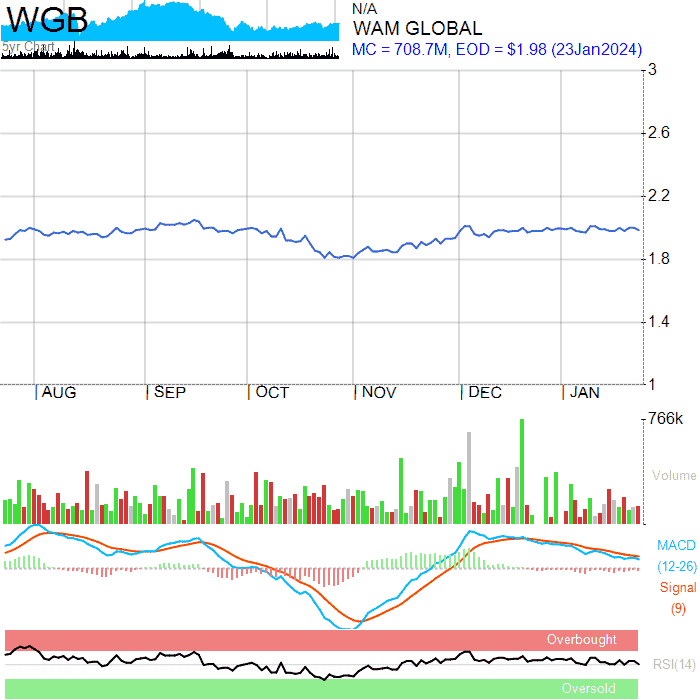 WGB
5yr Chart
N/A
WAM GLOBAL
MC = 708.7M, EOD = $1.98 (23Jan2024)
3
2.6
2.2
1.8
1.4
1
AUG
SEP
OCT
NOV
DEC
JAN
766k
Volume
MACD
(12-26)
Signal
(9)
Overbought
RSI(14)
Oversold